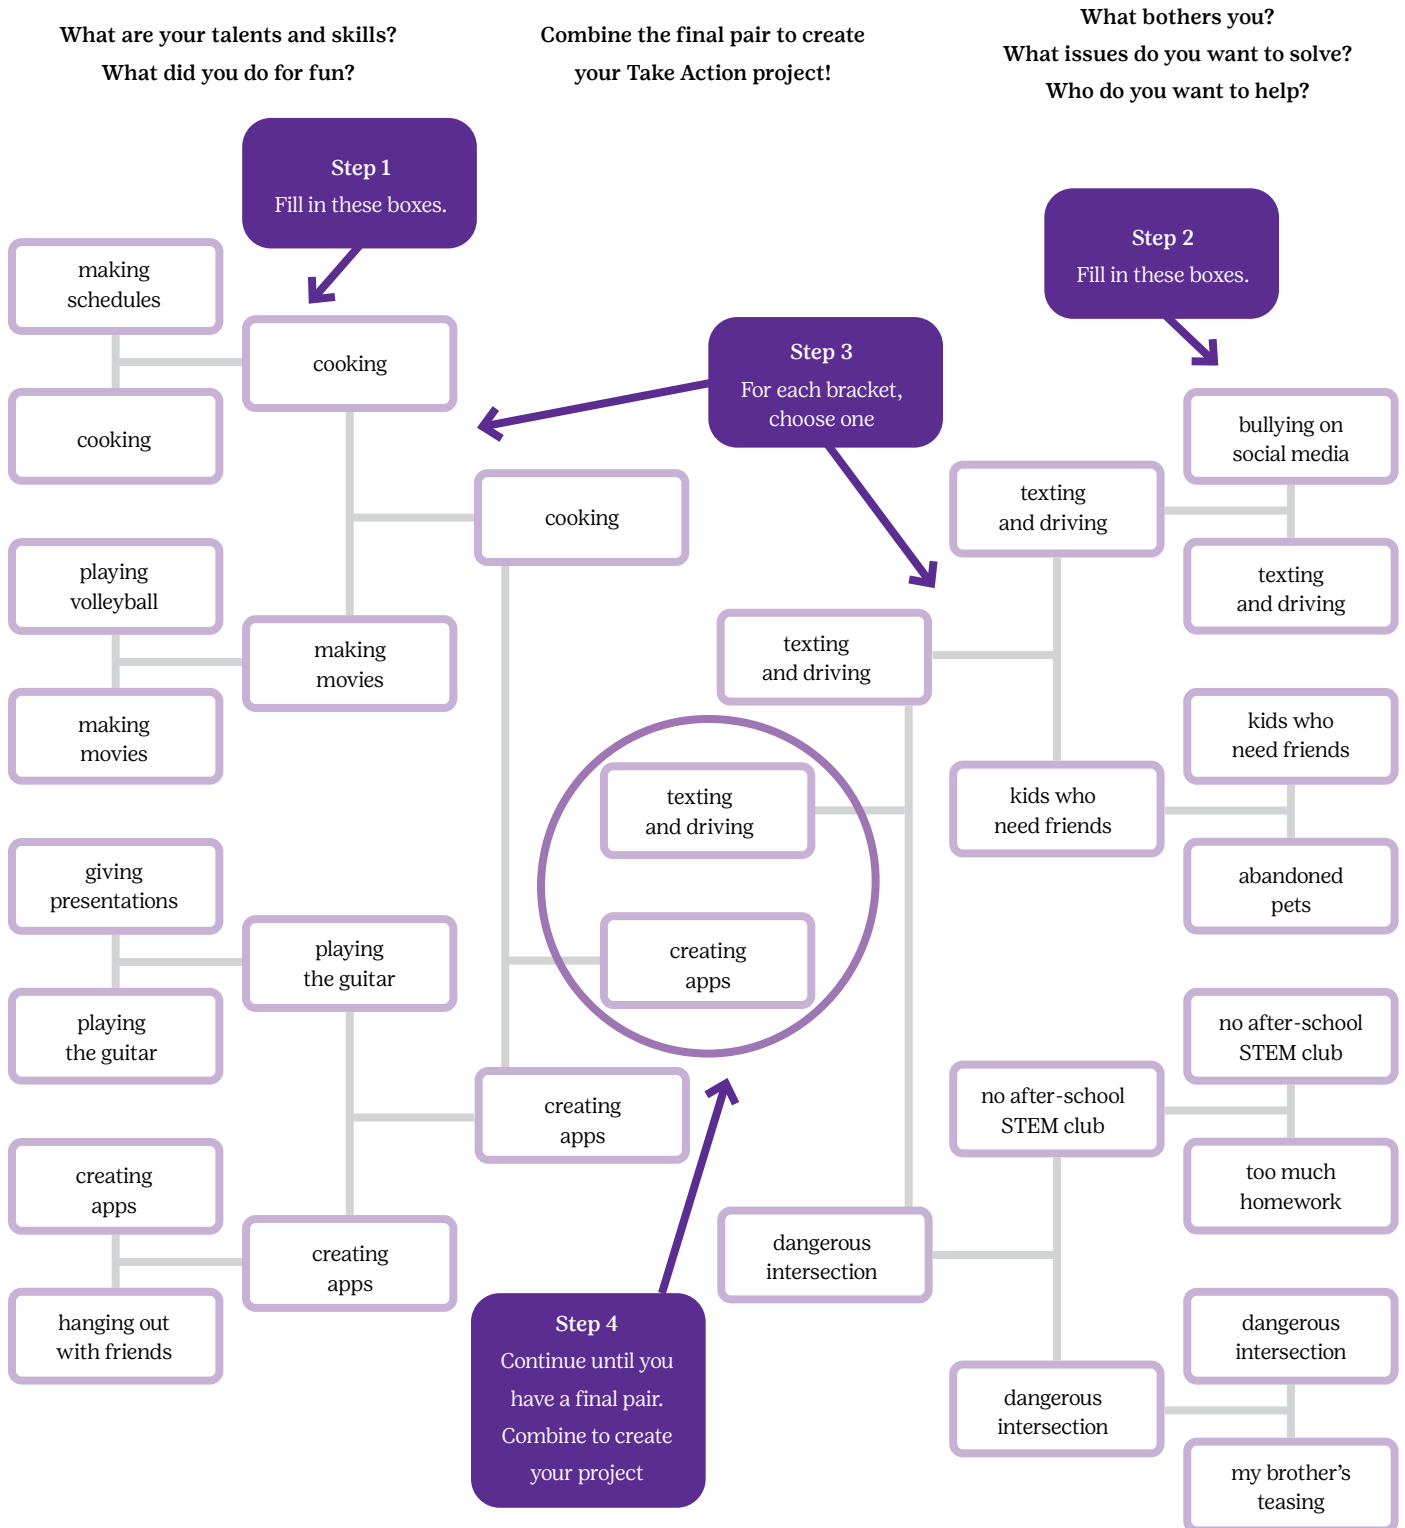 What are your talents and skills?
What did you do for fun?
Combine the final pair to create
your Take Action project!
What bothers you?
What issues do you want to solve?
Who do you want to help?
Step 1
Fill in these boxes.
Step 2
Fill in these boxes.
Step 3
For each bracket,
choose one
making
schedules
cooking
cooking
playing
volleyball
making
movies
making
movies
cooking
giving
presentations
playing
the guitar
playing
the guitar
creating
apps
hanging out
with friends
creating
apps
creating
apps
texting
and driving
creating
apps
texting
and driving
dangerous
intersection
texting
and driving
bullying on
social media
texting
and driving
kids who
need friends
kids who
need friends
abandoned
pets
no after-school
STEM club
no after-school
STEM club
too much
homework
dangerous
intersection
dangerous
intersection
my brother’s
teasing
Step 4
Continue until you
have a final pair.
Combine to create
your project